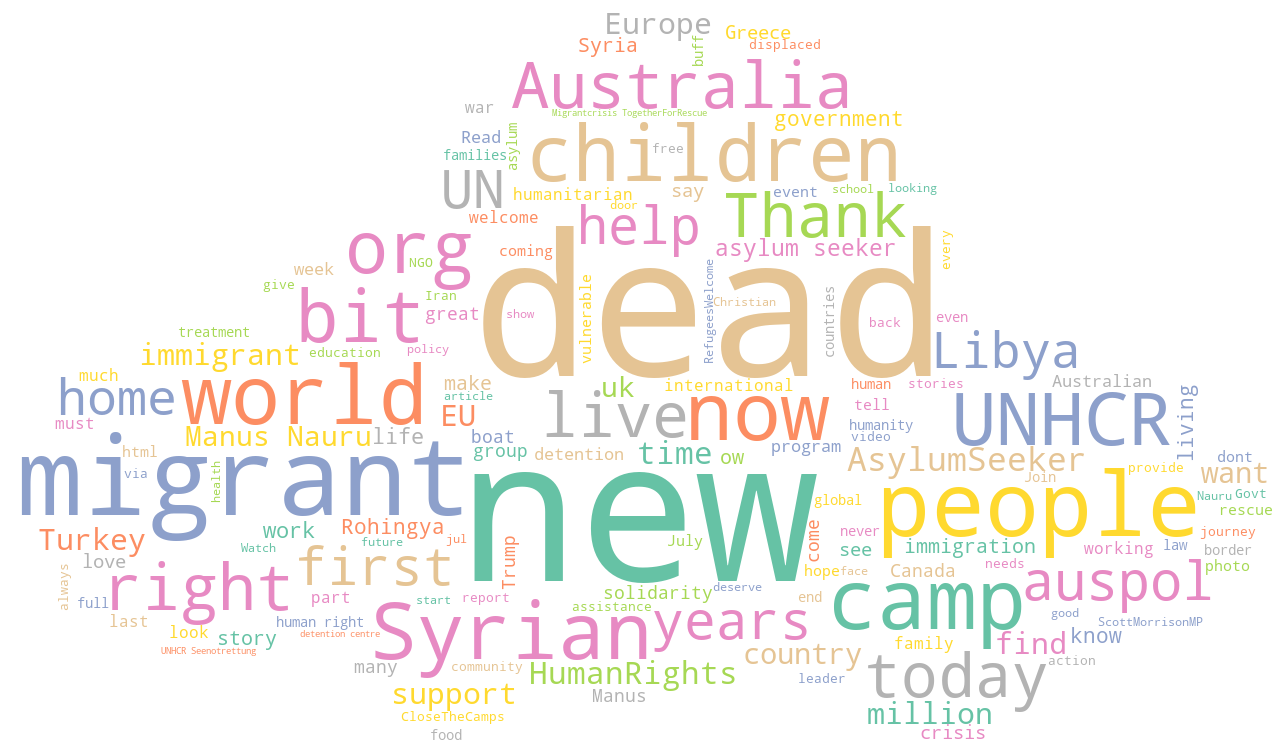 Europe
Greece
Syria
buff
displaced
Australia
war
Migrantcrisis TogetherForRescue
government
Read
asylum
children
free
families
UN
humanitarian
say
event
school
looking
door
welcome
help
Thank
org
coming
asylum seeker
every
NGO
week
dead
give
Iran
vulnerable
RefugeesWelcome
Christian
countries
bit
great
show
back
even
treatment
immigrant
education
policy
Libya
much
world
make
uk
international
human
stories
Australian
home
article
EU
live
now
tell
UNHCR
living
must
Manus Nauru
life
boat
humanity
video
html
group
detention
time
ow
program
AsylumSeeker
dont
migrant
via
health
new
people
Join
provide
want
global
Nauru
Govt
rescue
Turkey
work
Rohingya
jul
July
come
never
journey
Watch
future
Trump
see
immigration
working
law
border
love
first
hope
face
Canada
needs
photo
always
right
part
start
report
solidarity
assistance
deserve
end
camp
auspol
full
last
look
story
human right
detention centre
Syrian
years
good
ScottMorrisonMP
UNHCR Seenotrettung
many
community
HumanRights
country
family
find
know
leader
today
action
support
Manus
million
CloseTheCamps
food
crisis